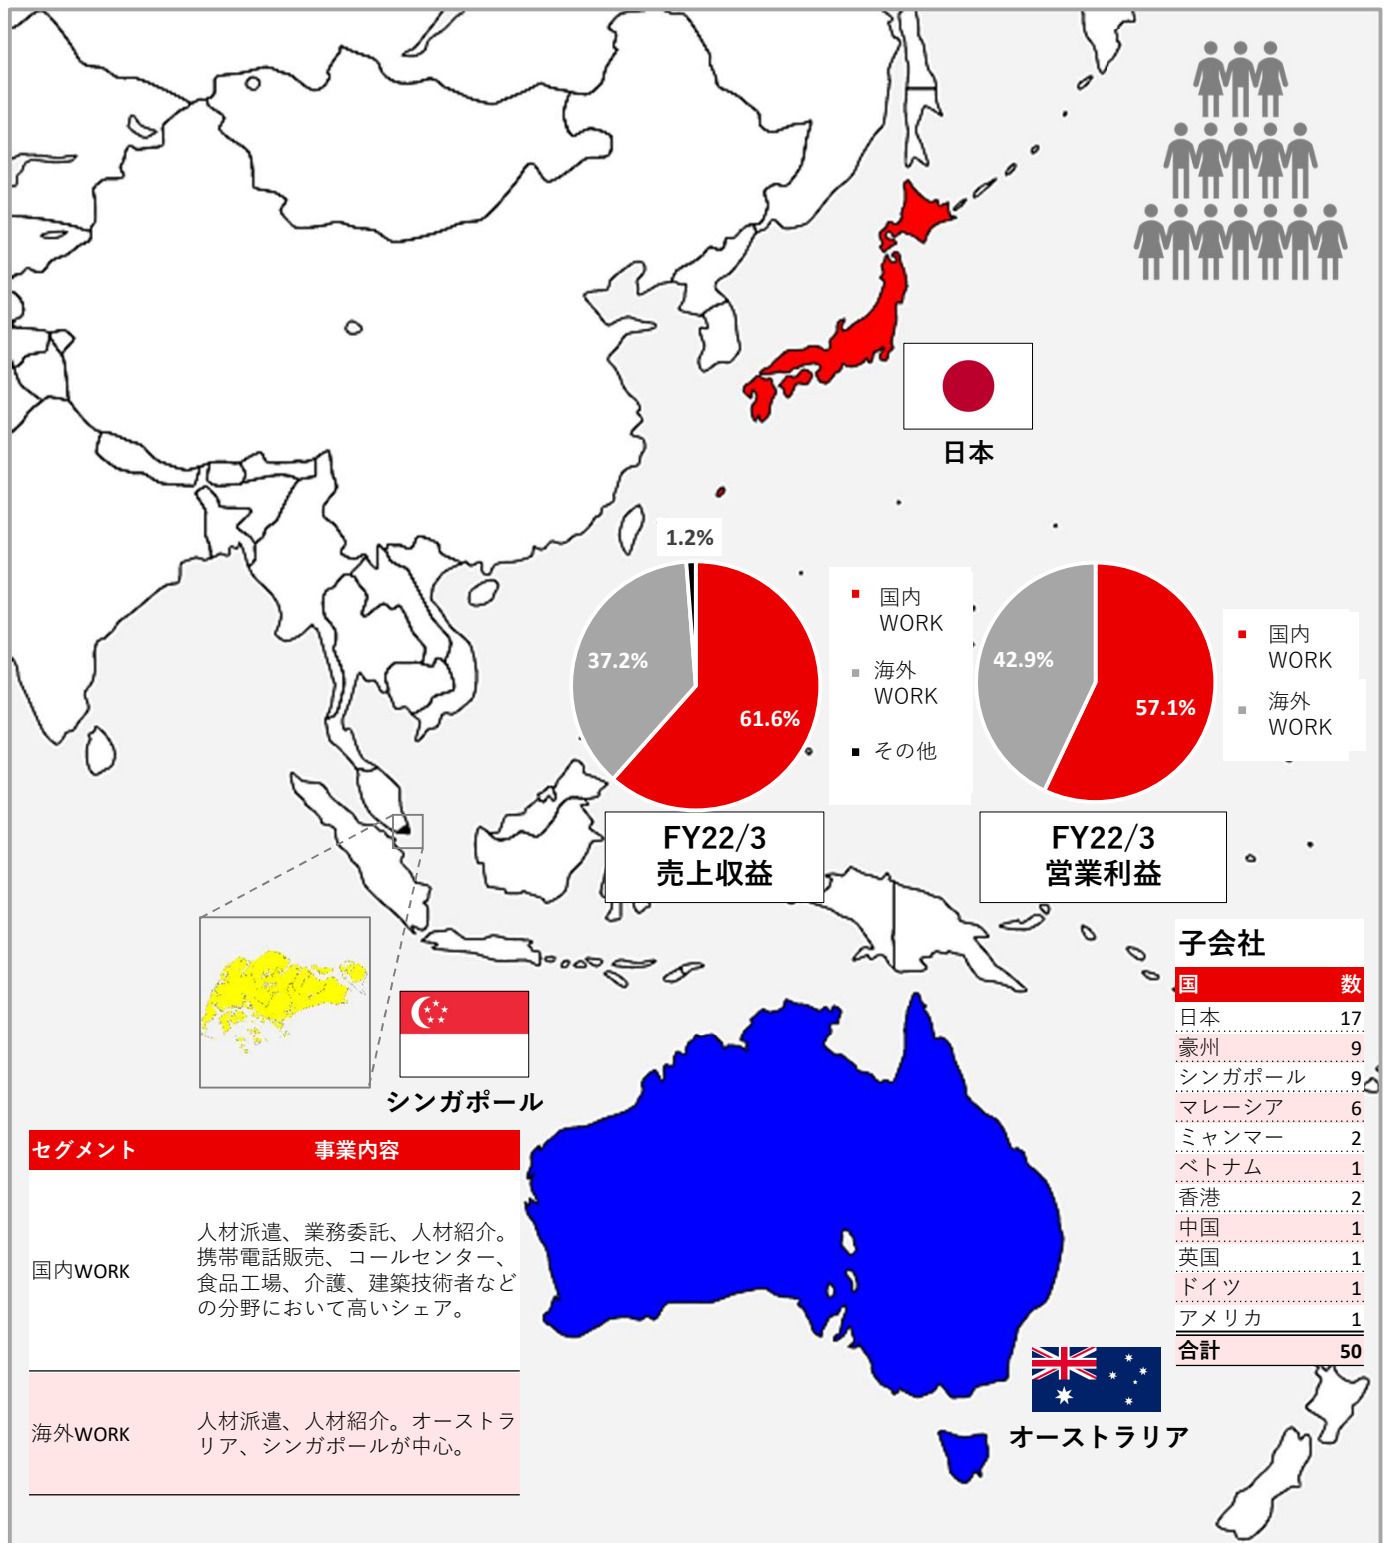 日本
1.2%
37.2%
61.6%
国内
WORK
海外
WORK
その他
42.9%
57.1%
国内
WORK
海外
WORK
FY22/3
売上収益
FY22/3
営業利益
シンガポール
子会社
国 数
日本 17
豪州 9
シンガポール 9
マレーシア 6
ミャンマー 2
ベトナム 1
香港 2
中国 1
英国 1
ドイツ 1
アメリカ 1
合計 50
セグメント 事業内容
国内WORK
人材派遣、業務委託、人材紹介。
携帯電話販売、コールセンター、
食品工場、介護、建築技術者など
の分野において高いシェア。
海外WORK
人材派遣、人材紹介。オーストラ
リア、シンガポールが中心。
オーストラリア